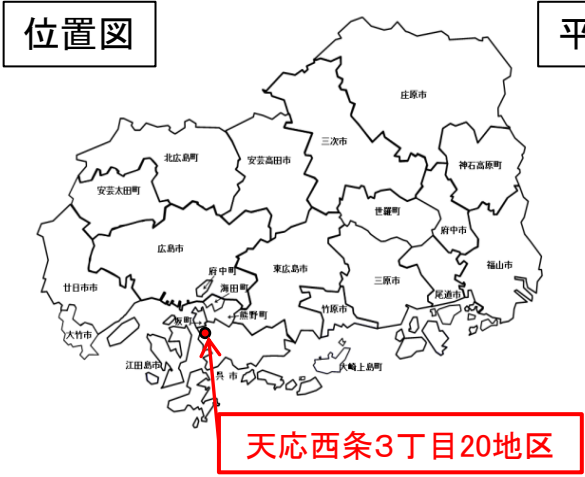 位置図
平
庄原市
三次市
北広島町
安芸高田市
神石高原町
安芸太田町
世羅町
府中市
広島市
東広島市
三原市
福山市
府中町
海田町
廿日市市
尾道市
竹原市
熊野町
坂町
大竹市
江田島市
呉市
大崎上島町
天応西条3丁目20地区